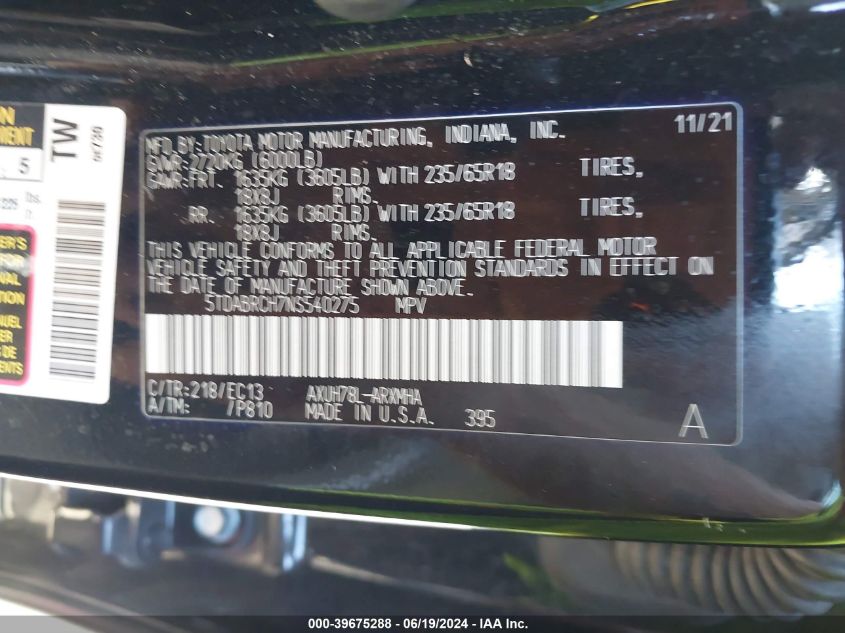 MFD.BY:TOYOTA MOTOR MANUFACTURING, INDIANA, INC. 11/21
GVWR:2720KG (6000LB)
GAWR:FRT. 1635KG (3605LB) WITH 235/65R18 TIRES,
18X8J RIMS.
RR. 1635KG (3605LB) WITH 235/65R18 TIRES,
18X8J RIMS.
THIS VEHICLE CONFORMS TO ALL APPLICABLE FEDERAL MOTOR
VEHICLE SAFETY AND THEFT PREVENTION STANDARDS IN EFFECT ON
THE DATE OF MANUFACTURE SHOWN ABOVE.
5TDABRCH7NS540275 MPV
C/TR:218/EC13 AXUH78L-ARXMHA
A/TM: /P810 MADE IN U.S.A. 395 A
TW
5
lbs.
DE
000-39675288 - 06/19/2024 - IAA Inc.